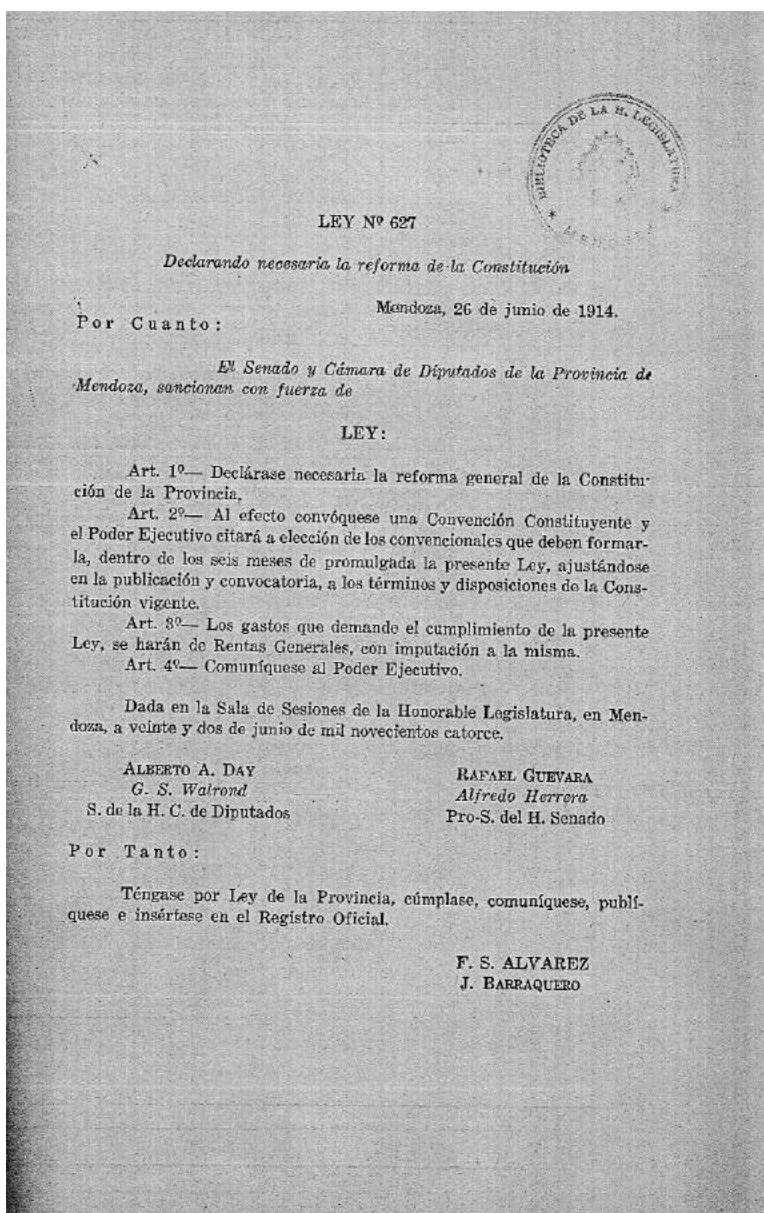 BIBLIOTECA DE LA H. LEGISLATURA
MENDOZA
LEY Nº 627
Declarando necesaria la reforma de la Constitución
Mendoza, 26 de junio de 1914.
Por Cuanto:
El Senado y Cámara de Diputados de la Provincia de
Mendoza, sancionan con fuerza de
LEY:
Art. 1º— Declárase necesaria la reforma general de la Constitu-
ción de la Provincia.
Art. 2º— Al efecto convóquese una Convención Constituyente y
el Poder Ejecutivo citará a elección de los convencionales que deben formar-
la, dentro de los seis meses de promulgada la presente Ley, ajustándose
en la publicación y convocatoria, a los términos y disposiciones de la Cons-
titución vigente.
Art. 3º— Los gastos que demande el cumplimiento de la presente
Ley, se harán de Rentas Generales, con imputación a la misma.
Art. 4º— Comuníquese al Poder Ejecutivo.
Dada en la Sala de Sesiones de la Honorable Legislatura, en Men-
doza, a veinte y dos de junio de mil novecientos catorce.
ALBERTO A. DAY
G. S. Walrond
S. de la H. C. de Diputados
RAFAEL GUEVARA
Alfredo Herrera
Pro-S. del H. Senado
Por Tanto:
Téngase por Ley de la Provincia, cúmplase, comuníquese, publí-
quese e insértese en el Registro Oficial.
F. S. ALVAREZ
J. BARRAQUERO